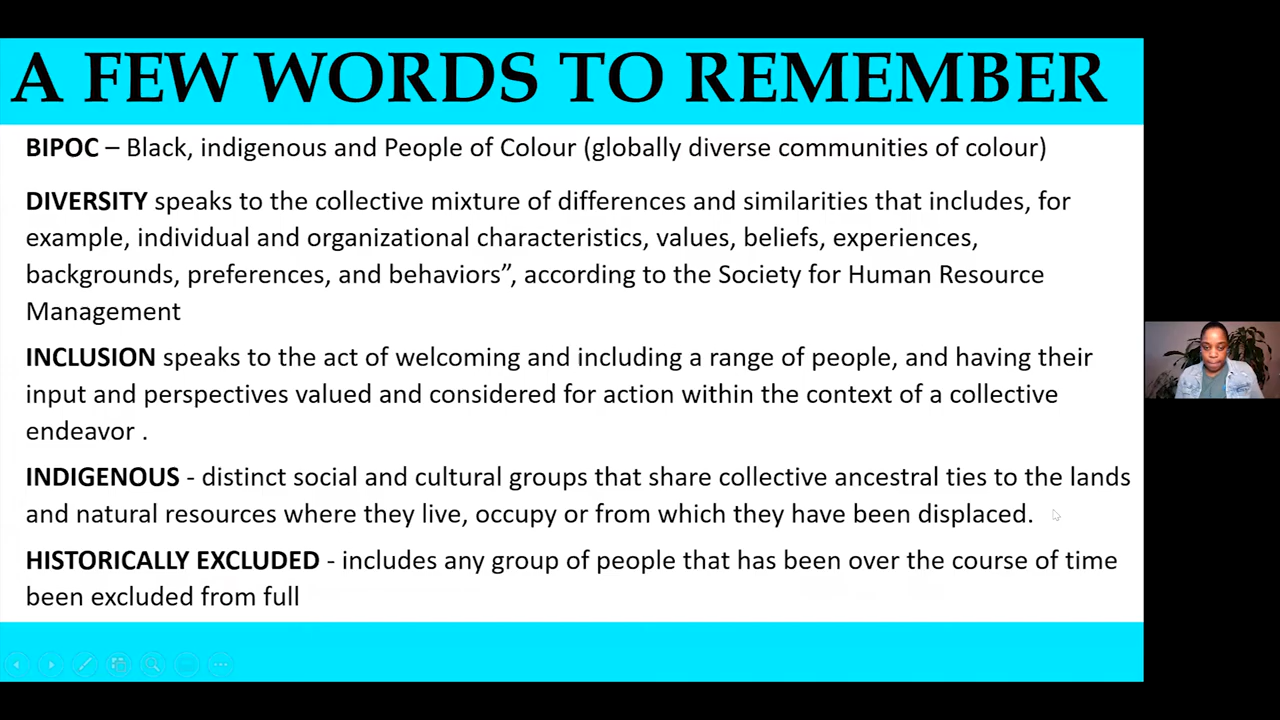 A FEW WORDS TO REMEMBER
BIPOC – Black, indigenous and People of Colour (globally diverse communities of colour)
DIVERSITY speaks to the collective mixture of differences and similarities that includes, for
example, individual and organizational characteristics, values, beliefs, experiences,
backgrounds, preferences, and behaviors”, according to the Society for Human Resource
Management
INCLUSION speaks to the act of welcoming and including a range of people, and having their
input and perspectives valued and considered for action within the context of a collective
endeavor .
INDIGENOUS - distinct social and cultural groups that share collective ancestral ties to the lands
and natural resources where they live, occupy or from which they have been displaced.
HISTORICALLY EXCLUDED - includes any group of people that has been over the course of time
been excluded from full